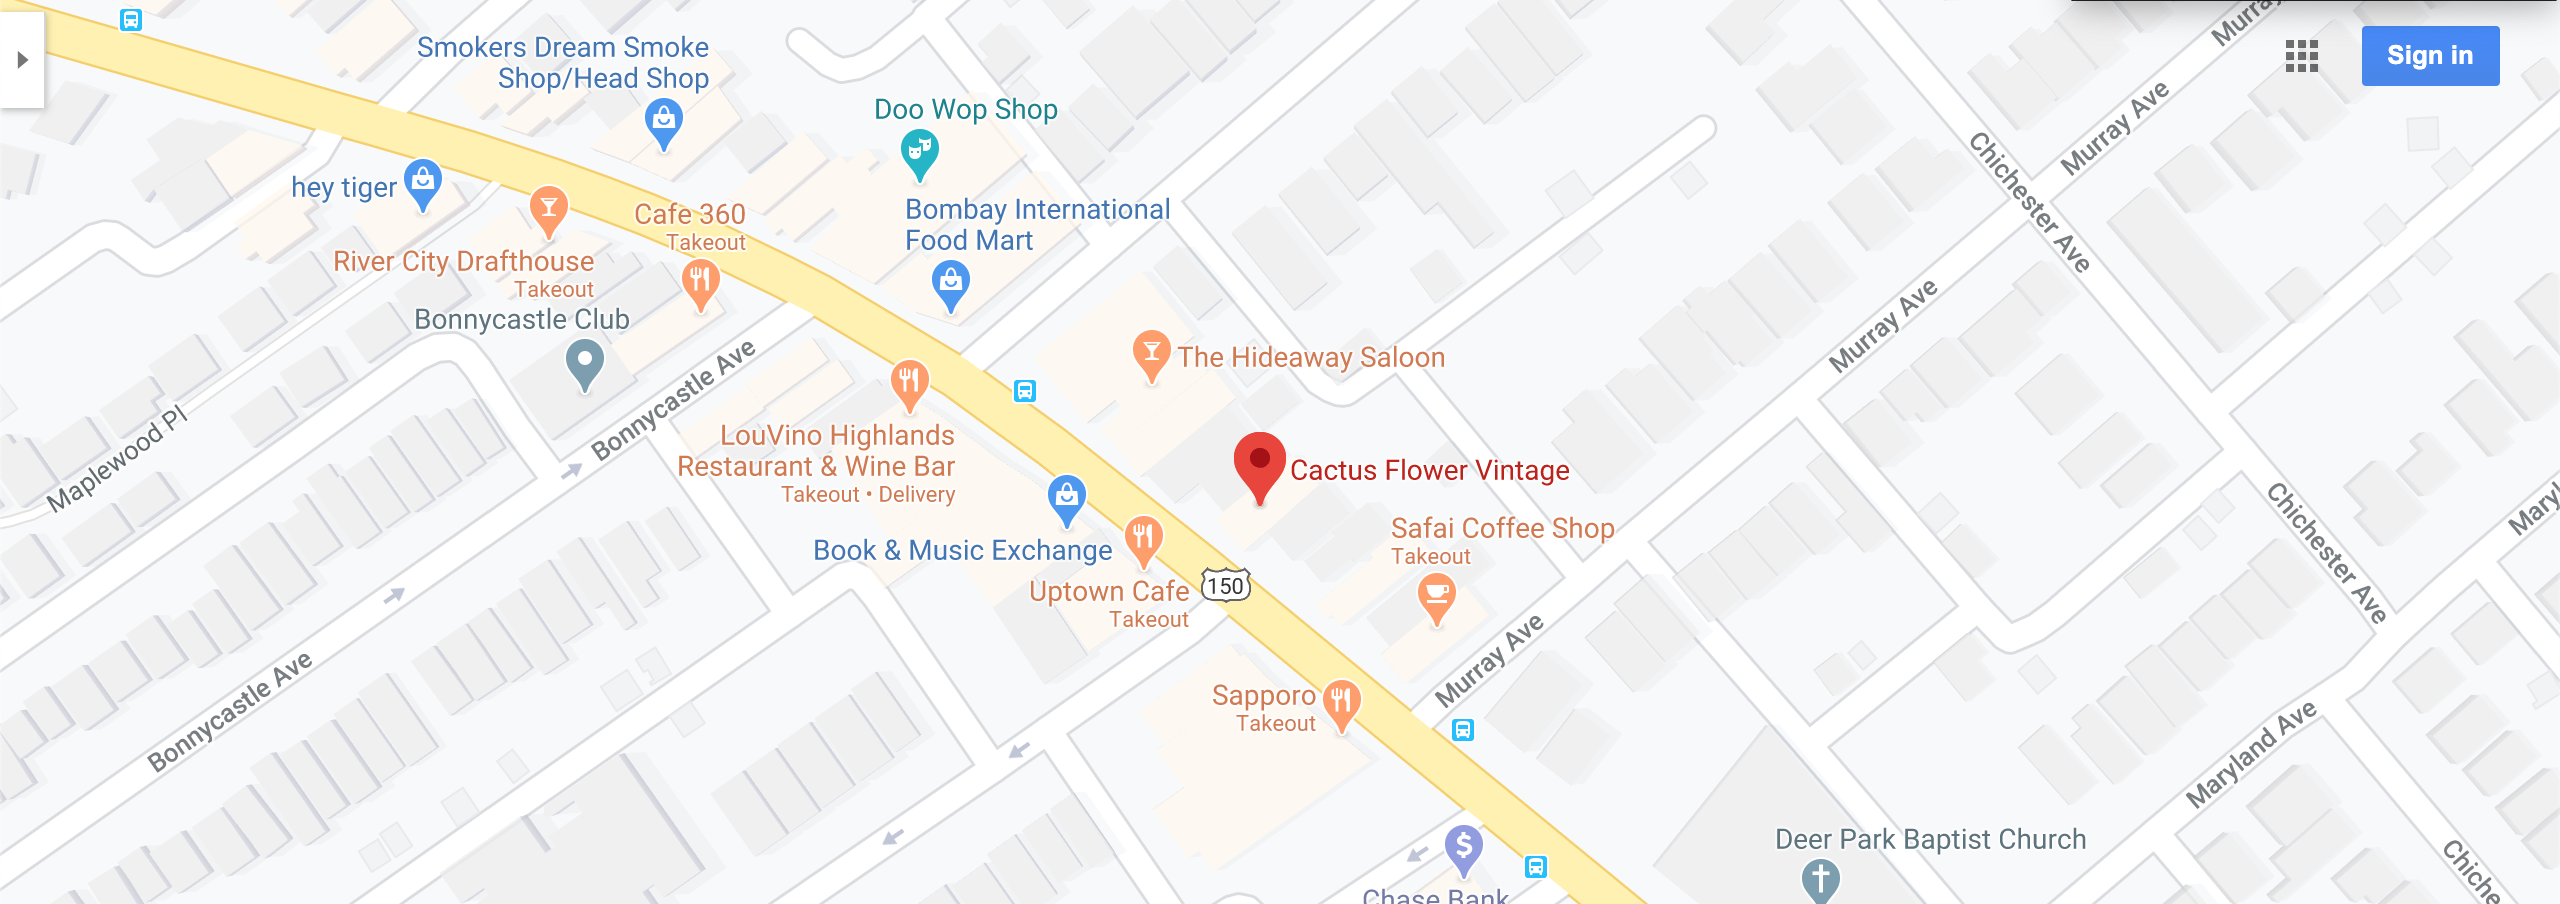 Murray
Sign in
Smokers Dream Smoke
Shop/Head Shop
Doo Wop Shop
Murray Ave
Chichester Ave
hey tiger
Cafe 360
Takeout
Bombay International
Food Mart
River City Drafthouse
Takeout
Bonnycastle Club
Murray Ave
The Hideaway Saloon
Bonnycastle Ave
Maplewood Pl
LouVino Highlands
Restaurant & Wine Bar
Takeout • Delivery
Cactus Flower Vintage
Book & Music Exchange
Safai Coffee Shop
Takeout
Chichester Ave
Mary
Uptown Cafe
Takeout
150
Murray Ave
Bonnycastle Ave
Sapporo
Takeout
Maryland Ave
Deer Park Baptist Church
$
Chase Bank
Chiche